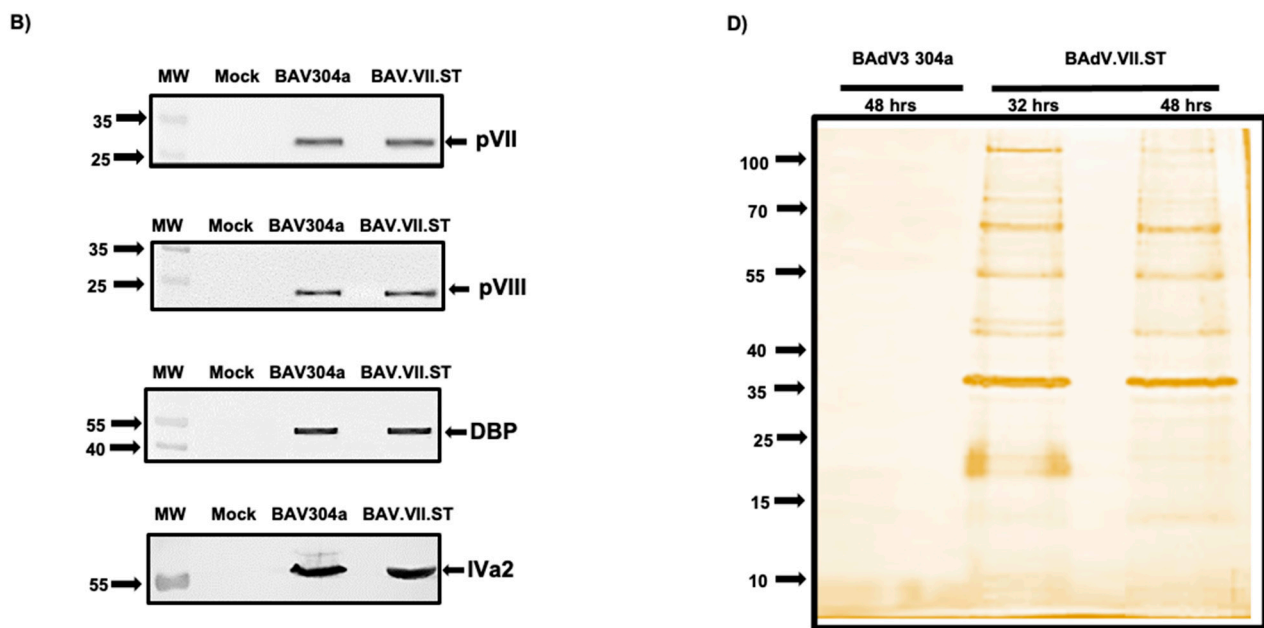 B)
MW Mock BAV304a BAV.VII.ST
35
pVII
25
MW Mock BAV304a BAV.VII.ST
35
25
pVIII
MW Mock BAV304a BAV.VII.ST
55
DBP
40
MW Mock BAV304a BAV.VII.ST
IVa2
55
D)
BAdV3 304a BAdV.VII.ST
48 hrs 32 hrs 48 hrs
100
70
55
40
35
25
15
10